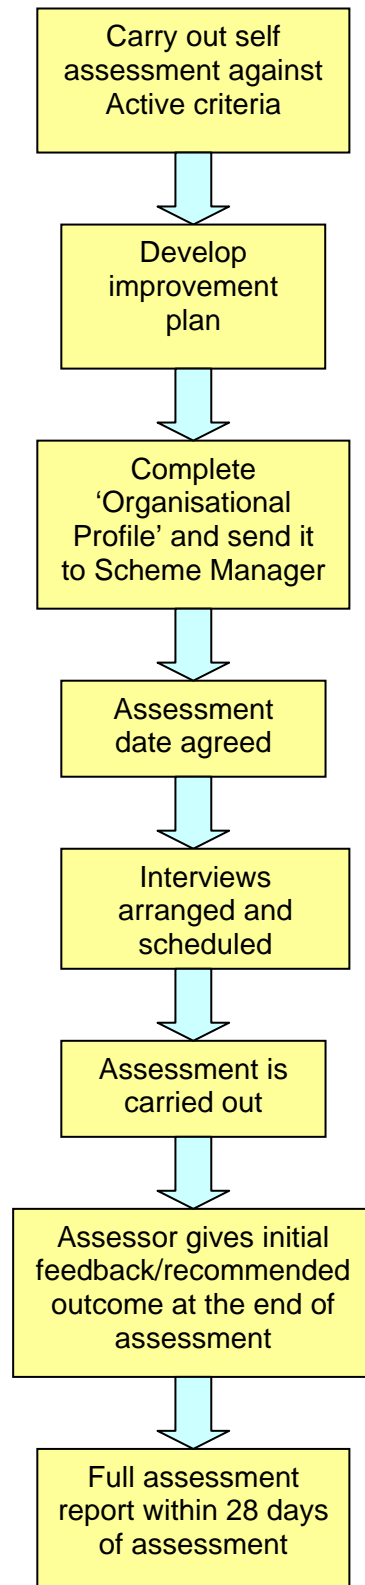 Carry out self
assessment against
Active criteria
Develop
improvement
plan
Complete
‘Organisational
Profile’ and send it
to Scheme Manager
Assessment
date agreed
Interviews
arranged and
scheduled
Assessment is
carried out
Assessor gives initial
feedback/recommended
outcome at the end of
assessment
Full assessment
report within 28 days
of assessment